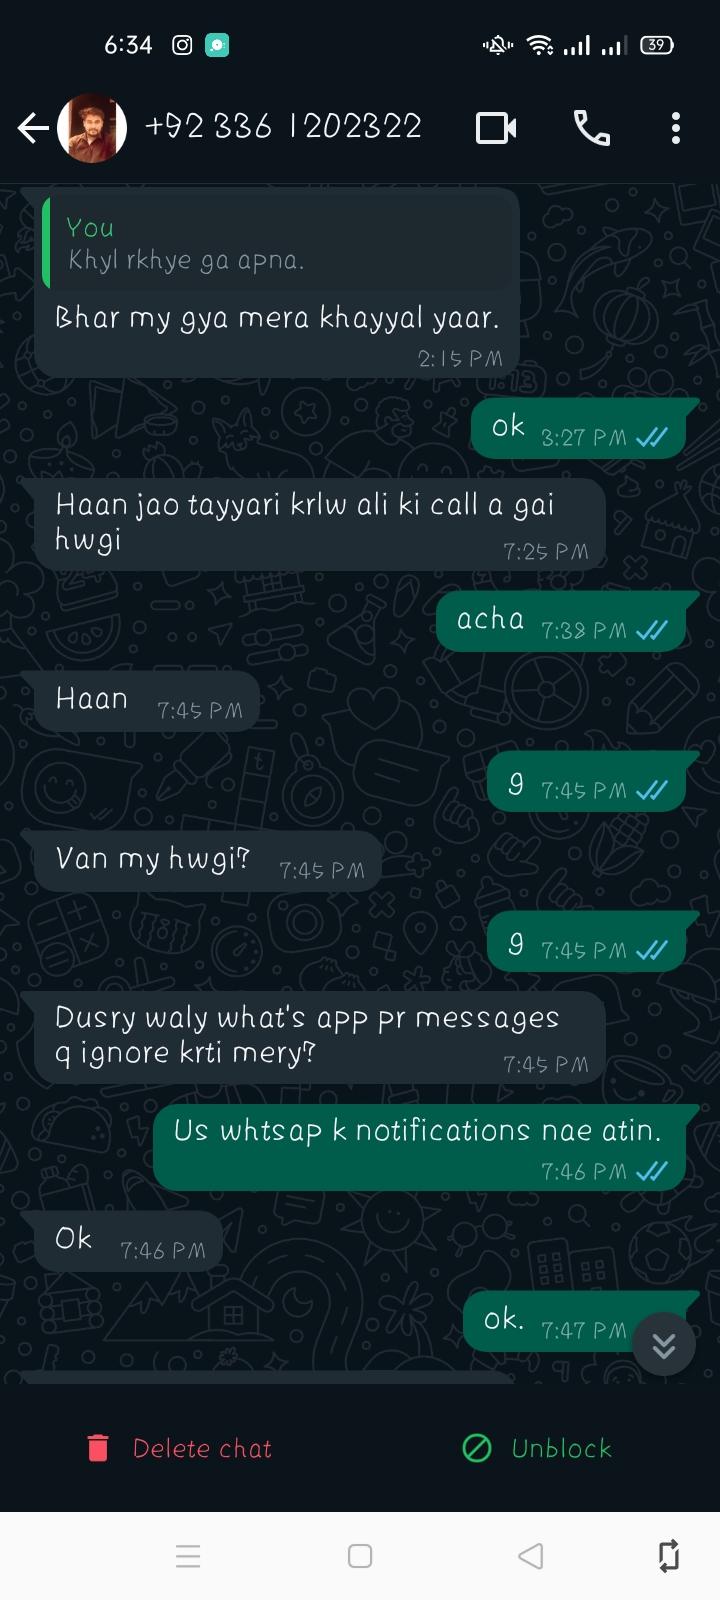 6:34
39
+92 336 1202322
You
Khyl rkhye ga apna.
Bhar my gya mera khayyal yaar.
2:15 PM
ok 3:27 PM
Haan jao tayyari krlw ali ki call a gai
hwgi 7:25 PM
acha 7:38 PM
Haan 7:45 PM
g 7:45 PM
Van my hwgi? 7:45 PM
g 7:45 PM
Dusry waly what's app pr messages
q ignore krti mery? 7:45 PM
Us whtsap k notifications nae atin.
7:46 PM
Ok 7:46 PM
ok. 7:47 PM
Delete chat Unblock